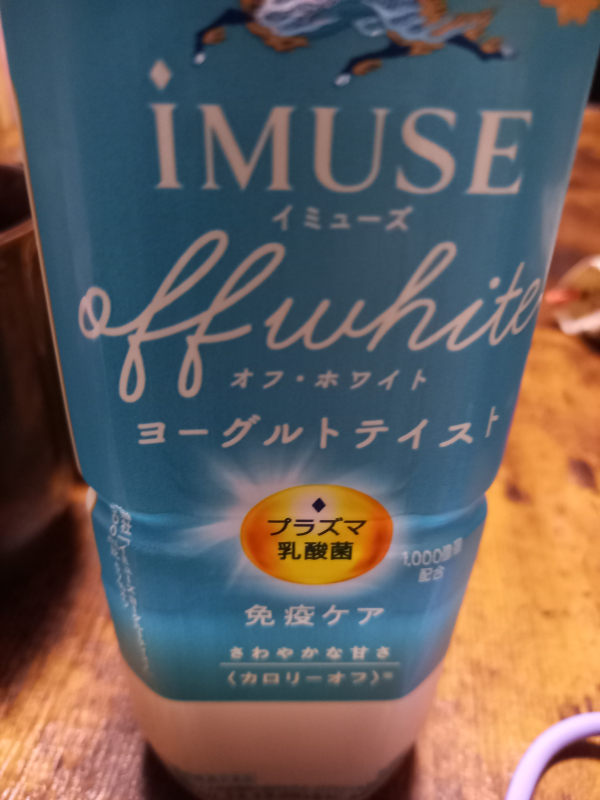 iMUSE
イミューズ
off white
オフ・ホワイト
ヨーグルトテイスト
プラズマ
乳酸菌
1,000億個
配合
免疫ケア
さわやかな甘さ
〈カロリーオフ〉※